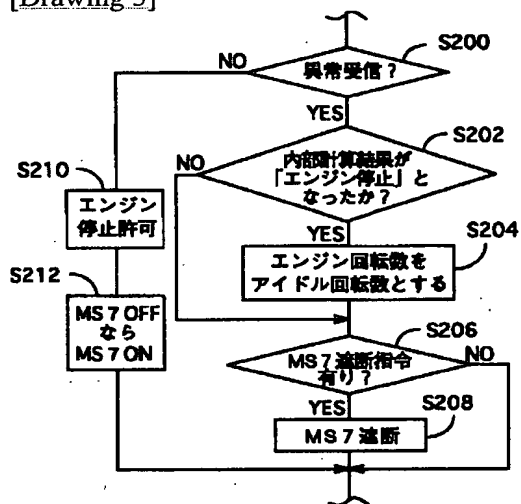 [Drawing 5]
S200
NO
異常受信？
YES
S202
NO
内部計算結果が
「エンジン停止」と
なったか？
S210
エンジン
停止許可
YES
S204
エンジン回転数を
アイドル回転数とする
S212
MS7 OFF
なら
MS7 ON
S206
MS7遮断指令
有り？
NO
YES
S208
MS7遮断